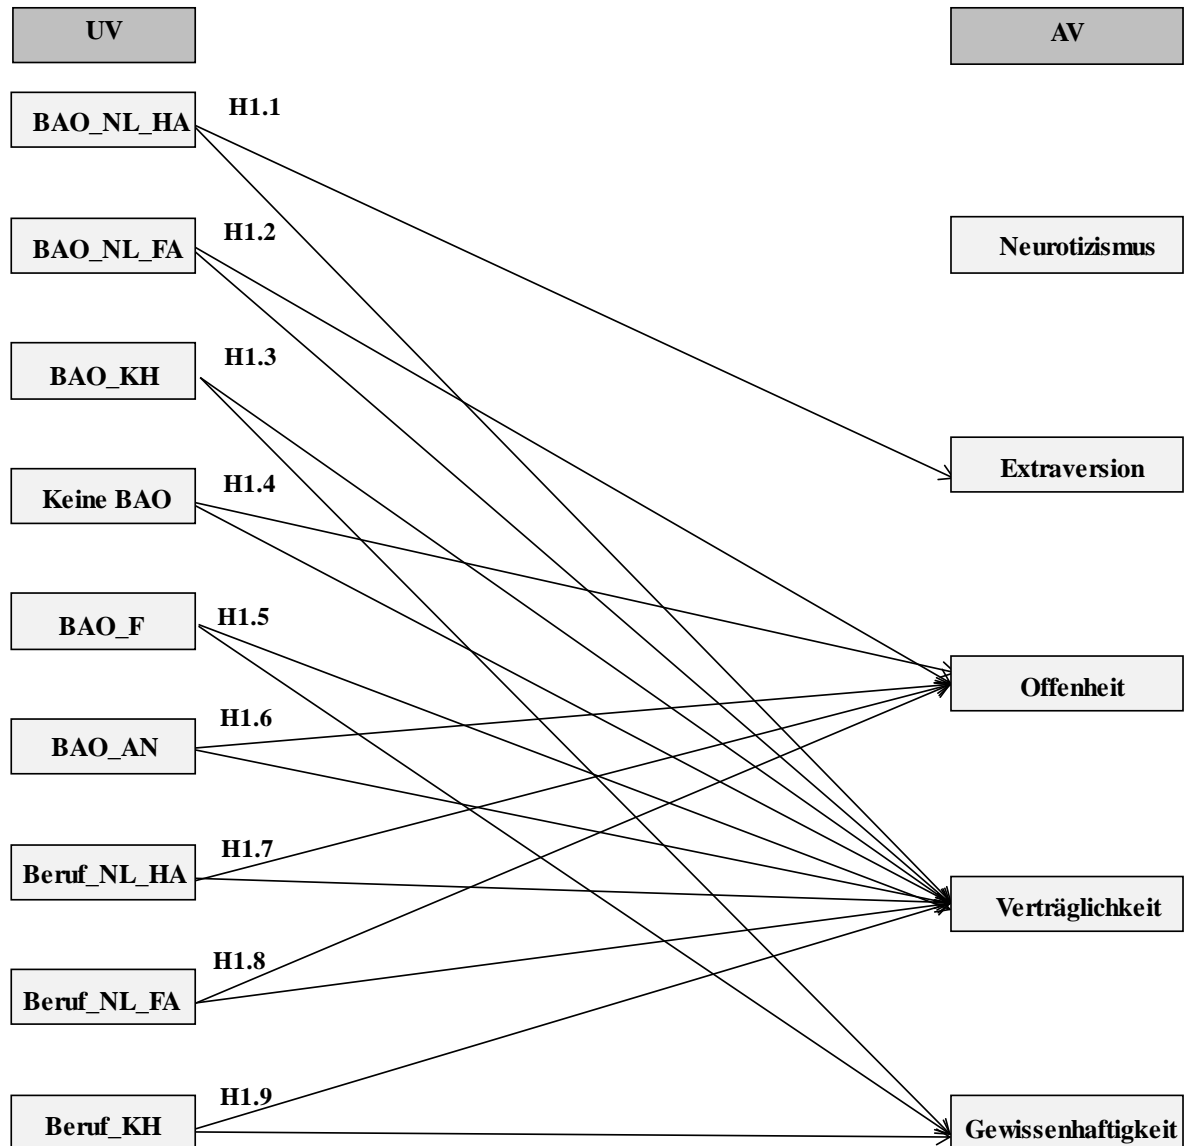 UV
AV
H1.1
BAO_NL_HA
H1.2
BAO_NL_FA
Neurotizismus
H1.3
BAO_KH
Extraversion
H1.4
Keine BAO
H1.5
BAO_F
Offenheit
H1.6
BAO_AN
H1.7
Beruf_NL_HA
Verträglichkeit
H1.8
Beruf_NL_FA
H1.9
Beruf_KH
Gewissenhaftigkeit